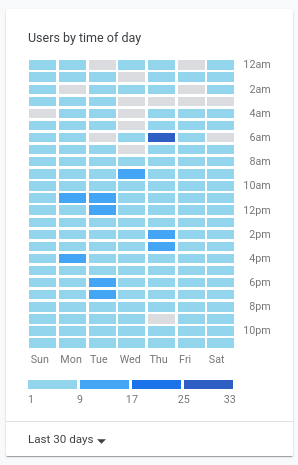 Users by time of day
12am
2am
4am
6am
8am
10am
12pm
2pm
4pm
6pm
8pm
10pm
Sun Mon Tue Wed Thu Fri Sat
1 9 17 25 33
Last 30 days